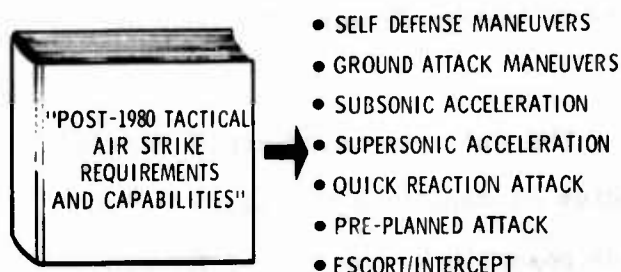 "POST-1980 TACTICAL
AIR STRIKE
REQUIREMENTS
AND CAPABILITIES"
• SELF DEFENSE MANEUVERS
• GROUND ATTACK MANEUVERS
• SUBSONIC ACCELERATION
• SUPERSONIC ACCELERATION
• QUICK REACTION ATTACK
• PRE-PLANNED ATTACK
• ESCORT/INTERCEPT